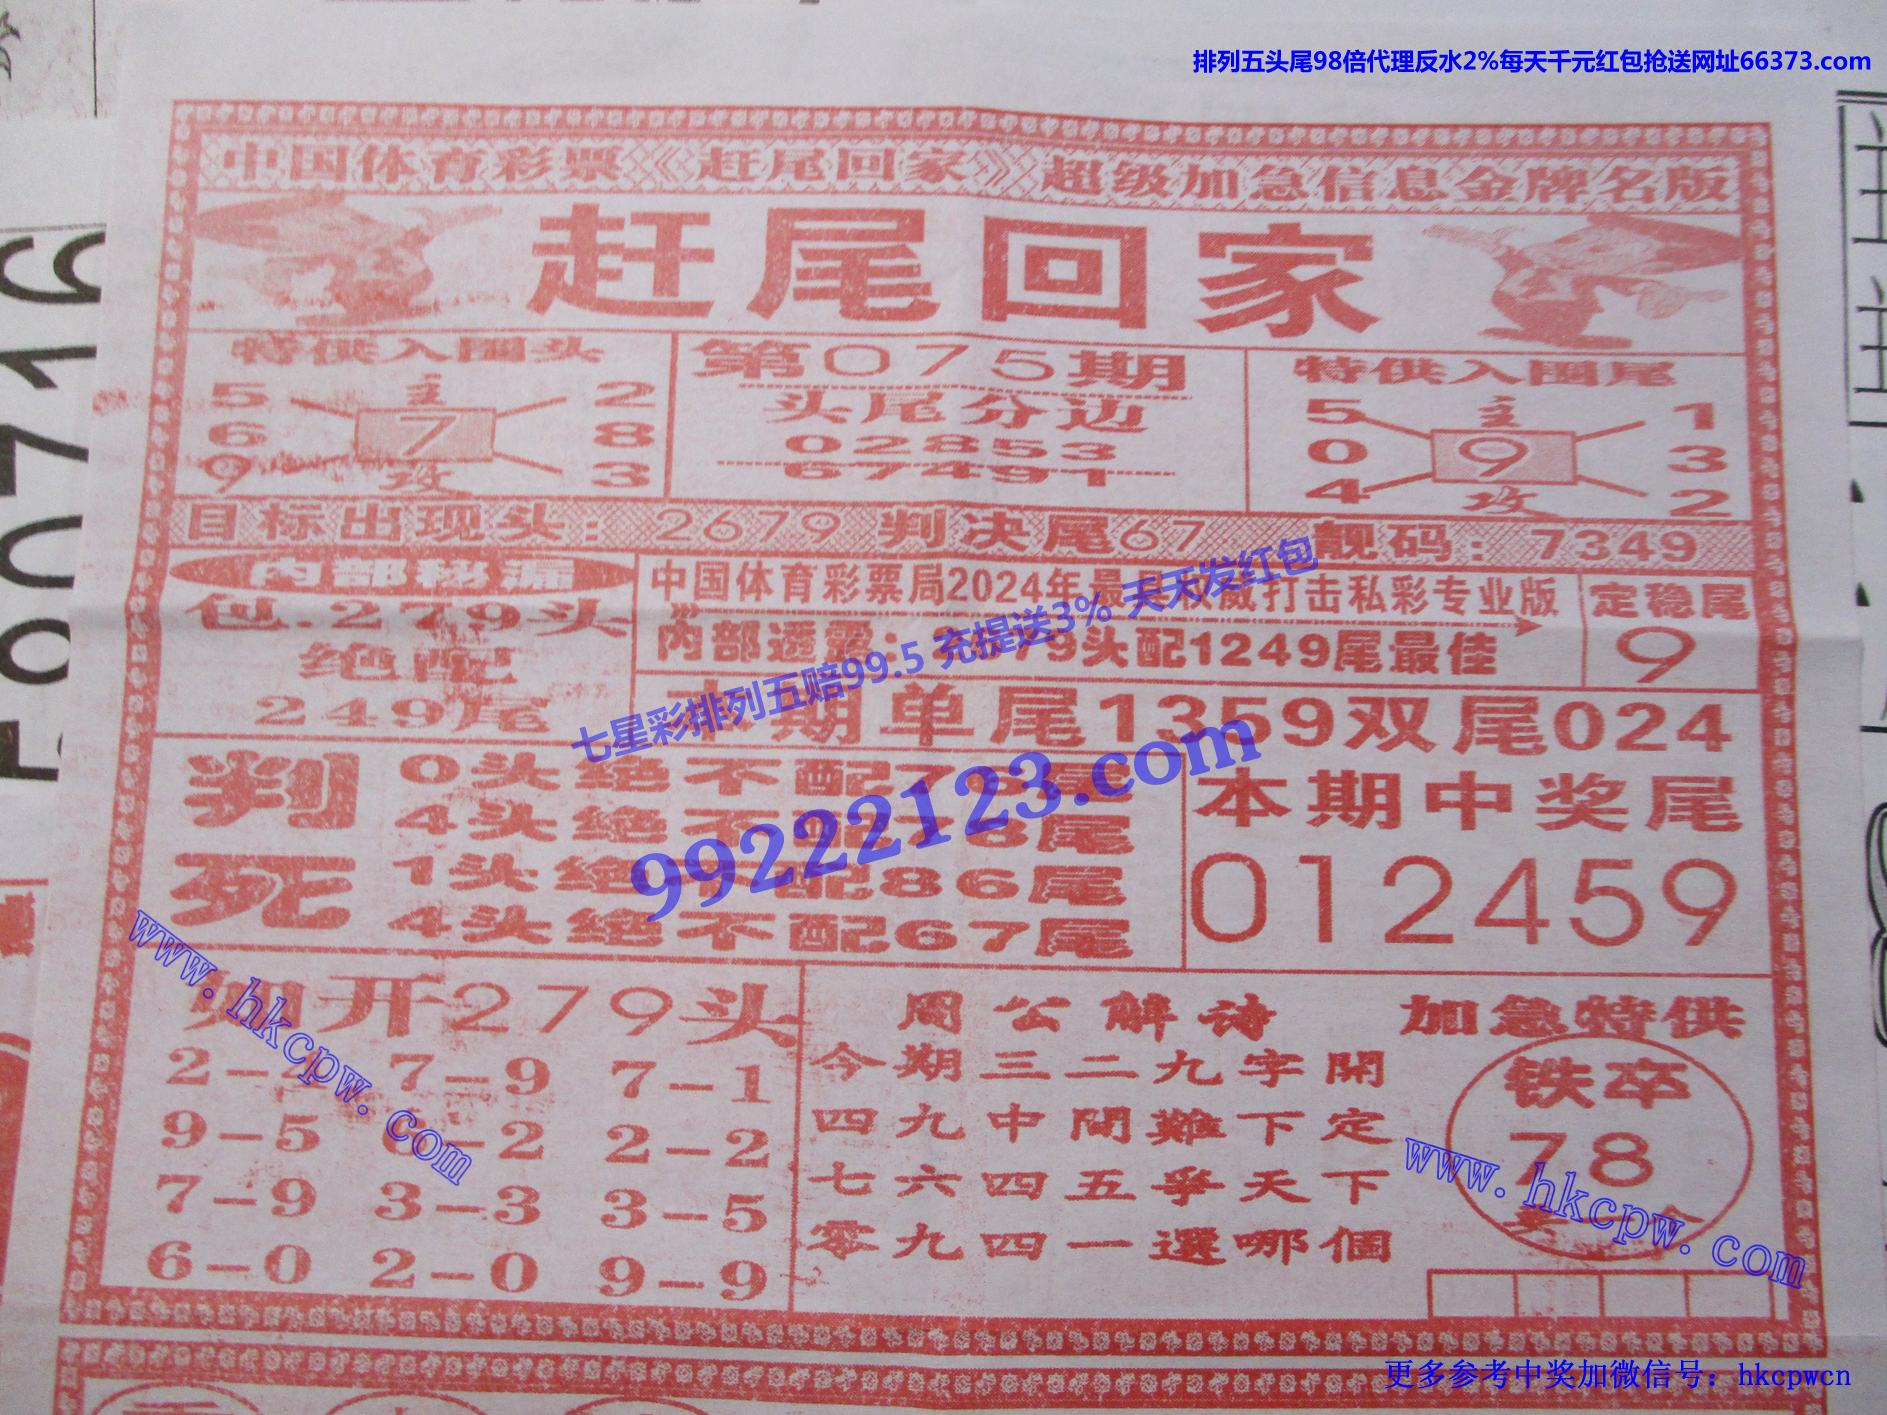 排列五头尾98倍代理反水2%每天千元红包抢送网址66373.com
中国体育彩票《赶尾回家》超级加急信息金牌名版
赶尾回家
特供入围头
5 主 2
6 7 8
9 攻 3
第075期
头尾分边
02853
67491
特供入围尾
5 主 1
0 9 3
4 攻 2
目标出现头：2679 判决尾67 靓码：7349
内部秘漏
包279头
绝配
249尾
中国体育彩票局2024年最具权威打击私彩专业版
内部透露： 79头配1249尾最佳
定稳尾
9
本期单尾1359双尾024
判死
0头绝不配7 尾
4头绝不配 8尾
1头绝不配86尾
4头绝不配67尾
本期中奖尾
012459
如开279头
2-2 7-9 7-1
9-5 6-2 2-2
7-9 3-3 3-5
6-0 2-0 9-9
周公解诗
今期三二九字開
四九中間難下定
七六四五爭天下
零九四一選哪個
加急特供
铁卒
78
七星彩排列五赔99.5 充提送3% 天天发红包
99222123.com
www.hkcpw.com
www.hkcpw.com
更多参考中奖加微信号：hkcpwcn
580716